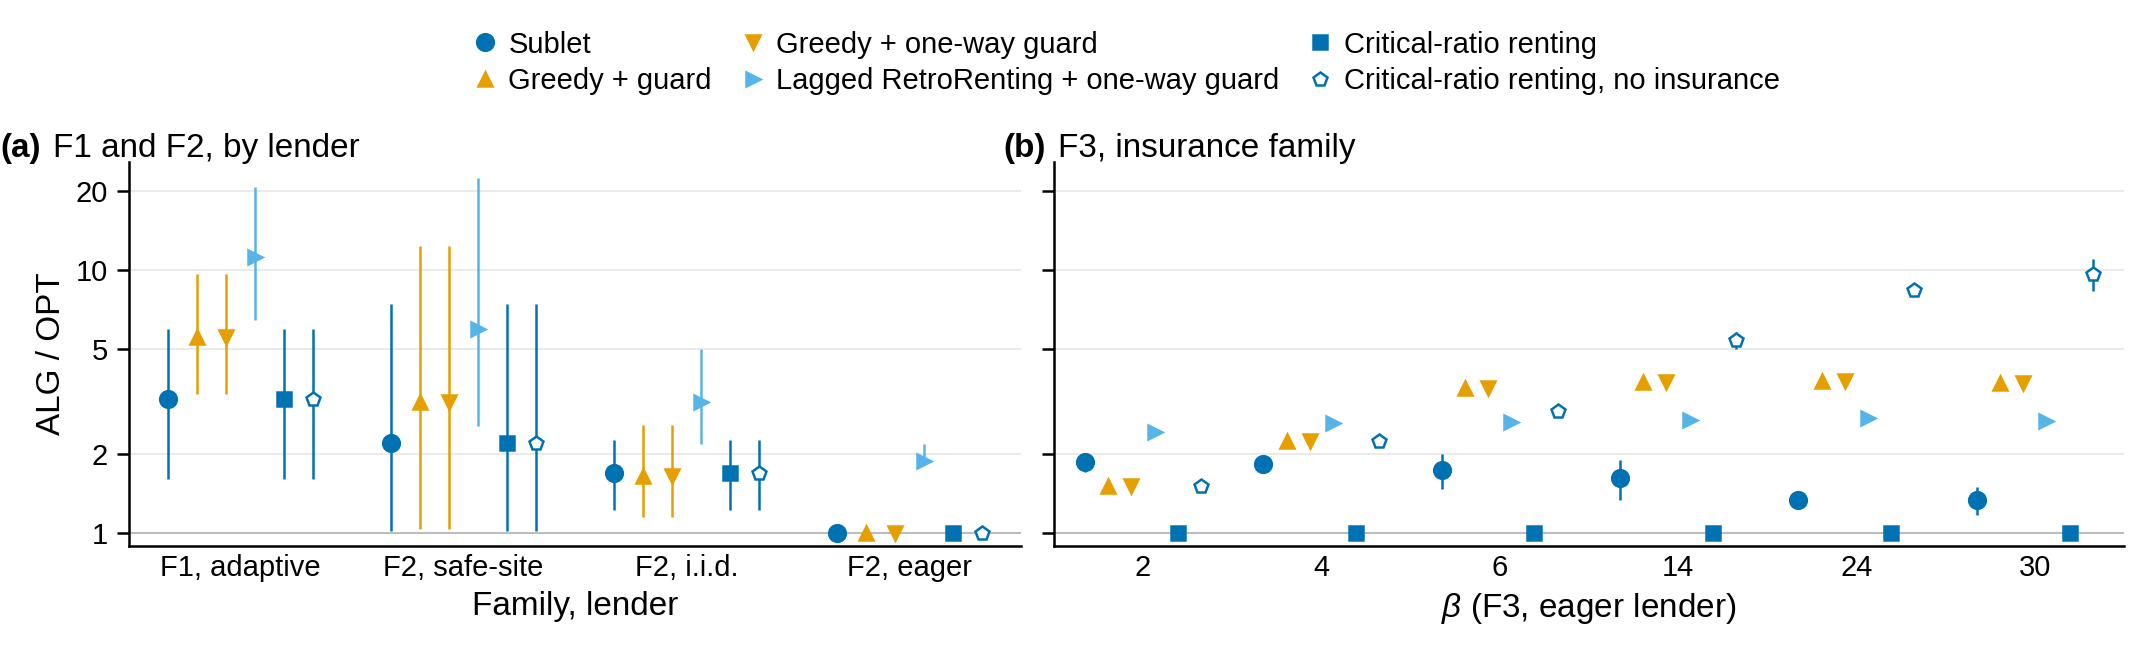 Sublet
Greedy + guard
Greedy + one-way guard
Lagged RetroRenting + one-way guard
Critical-ratio renting
Critical-ratio renting, no insurance
(a) F1 and F2, by lender
20
10
5
2
1
ALG / OPT
F1, adaptive
F2, safe-site
F2, i.i.d.
F2, eager
Family, lender
(b) F3, insurance family
2
4
6
14
24
30
β (F3, eager lender)